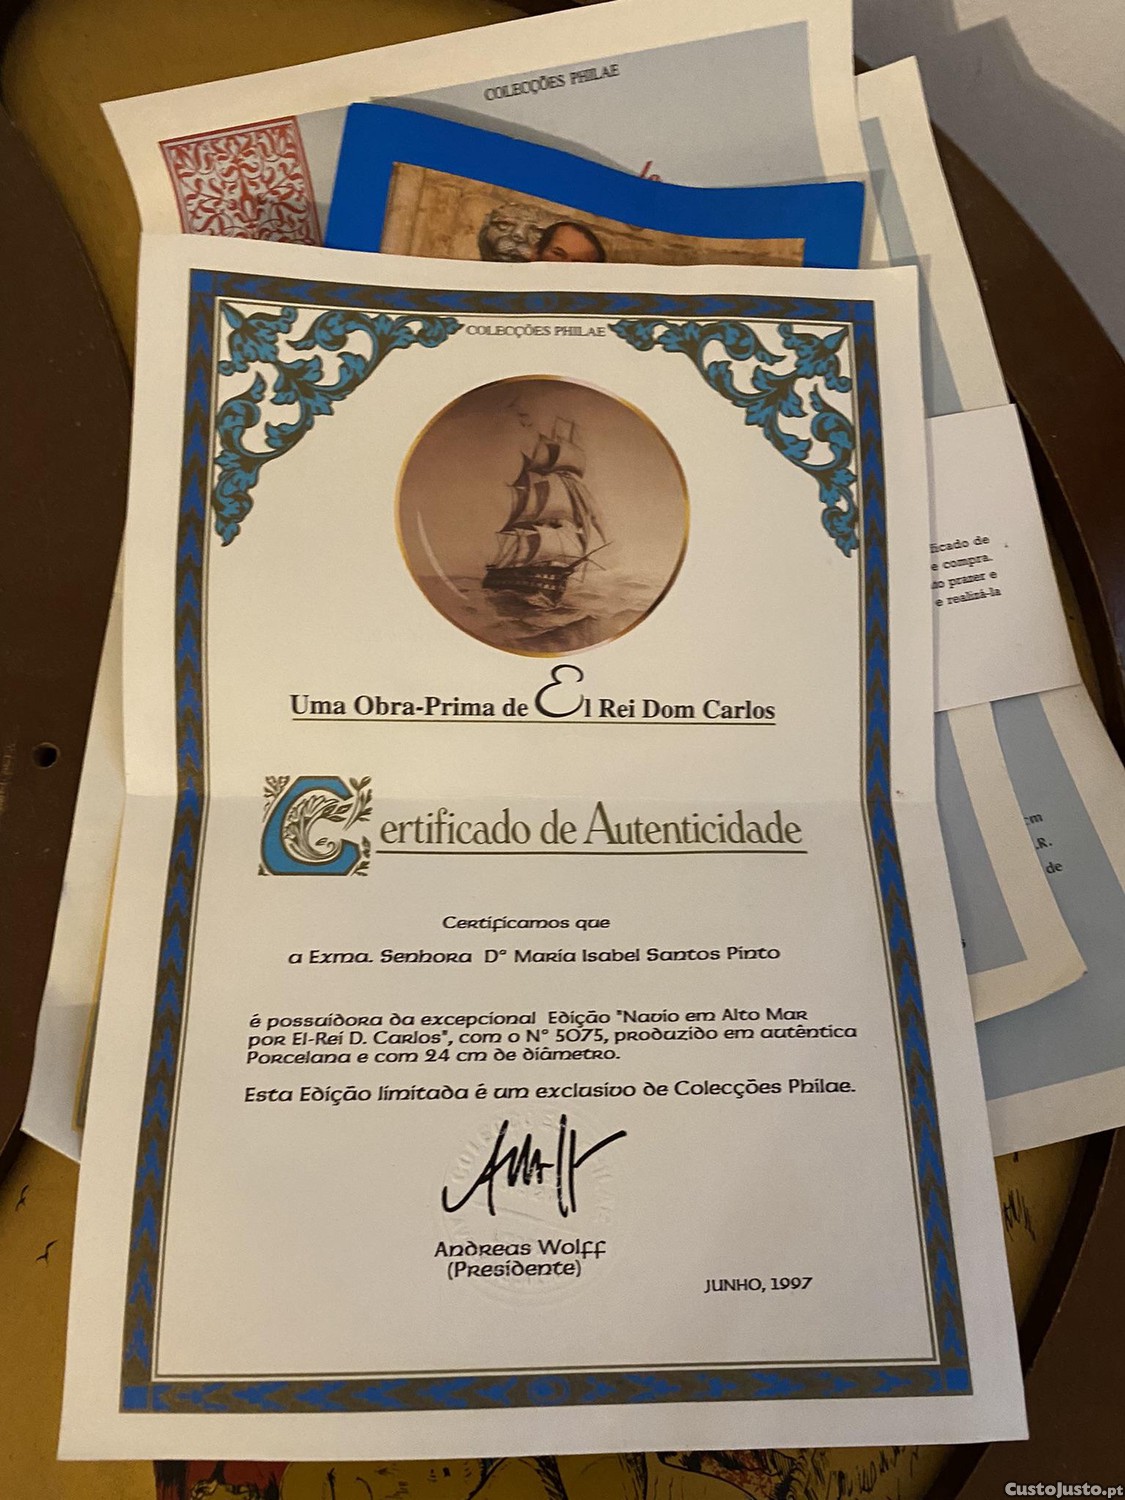 COLECÇÕES PHILAE
COLECÇÕES PHILAE
Uma Obra-Prima de El Rei Dom Carlos
Certificado de Autenticidade
Certificamos que
a Exma. Senhora Dª Maria Isabel Santos Pinto
é possuidora da excepcional Edição "Navio em Alto Mar
por El-Rei D. Carlos", com o Nº 5075, produzido em autêntica
Porcelana e com 24 cm de diâmetro.
Esta Edição limitada é um exclusivo de Colecções Philae.
Andreas Wolff
(Presidente)
JUNHO, 1997
ficado de
e compra.
prazer e
e realizá-la
cm
.R.
de
CustoJusto.pt